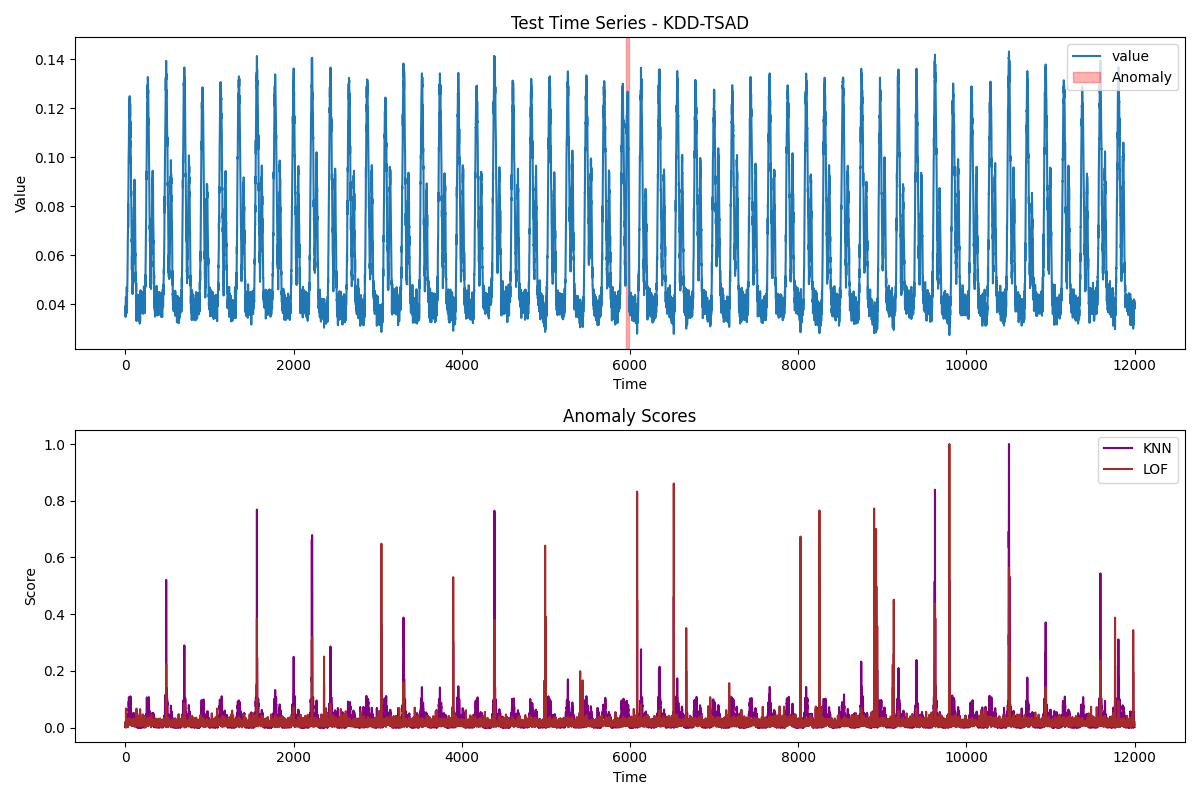 Test Time Series - KDD-TSAD
value
Anomaly
Value
0.14
0.12
0.10
0.08
0.06
0.04
0 2000 4000 6000 8000 10000 12000
Time
Anomaly Scores
KNN
LOF
Score
1.0
0.8
0.6
0.4
0.2
0.0
0 2000 4000 6000 8000 10000 12000
Time